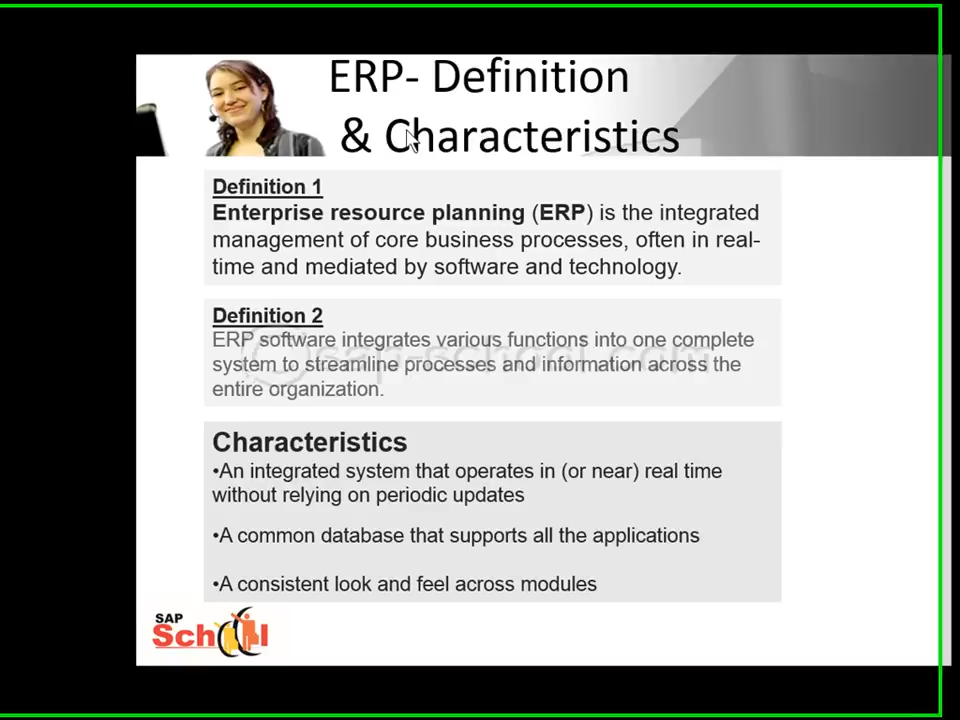 ERP- Definition
& Characteristics
Definition 1
Enterprise resource planning (ERP) is the integrated
management of core business processes, often in real-
time and mediated by software and technology.
Definition 2
ERP software integrates various functions into one complete
system to streamline processes and information across the
entire organization.
©sap-school.com
Characteristics
•An integrated system that operates in (or near) real time
without relying on periodic updates
•A common database that supports all the applications
•A consistent look and feel across modules
SAP
School